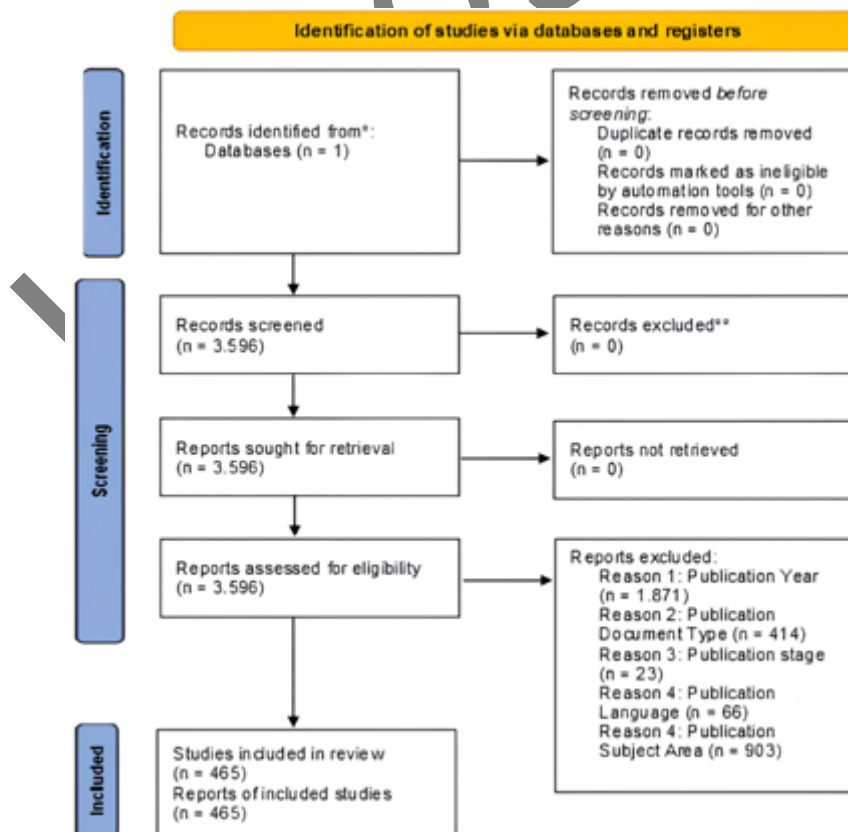 Identification of studies via databases and registers
Identification
Records identified from*:
Databases (n = 1)
Records removed before
screening:
Duplicate records removed
(n = 0)
Records marked as ineligible
by automation tools (n = 0)
Records removed for other
reasons (n = 0)
Screening
Records screened
(n = 3.596)
Records excluded**
(n = 0)
Reports sought for retrieval
(n = 3.596)
Reports not retrieved
(n = 0)
Reports assessed for eligibility
(n = 3.596)
Reports excluded:
Reason 1: Publication Year
(n = 1.871)
Reason 2: Publication
Document Type (n = 414)
Reason 3: Publication stage
(n = 23)
Reason 4: Publication
Language (n = 66)
Reason 4: Publication
Subject Area (n = 903)
Included
Studies included in review
(n = 465)
Reports of included studies
(n = 465)